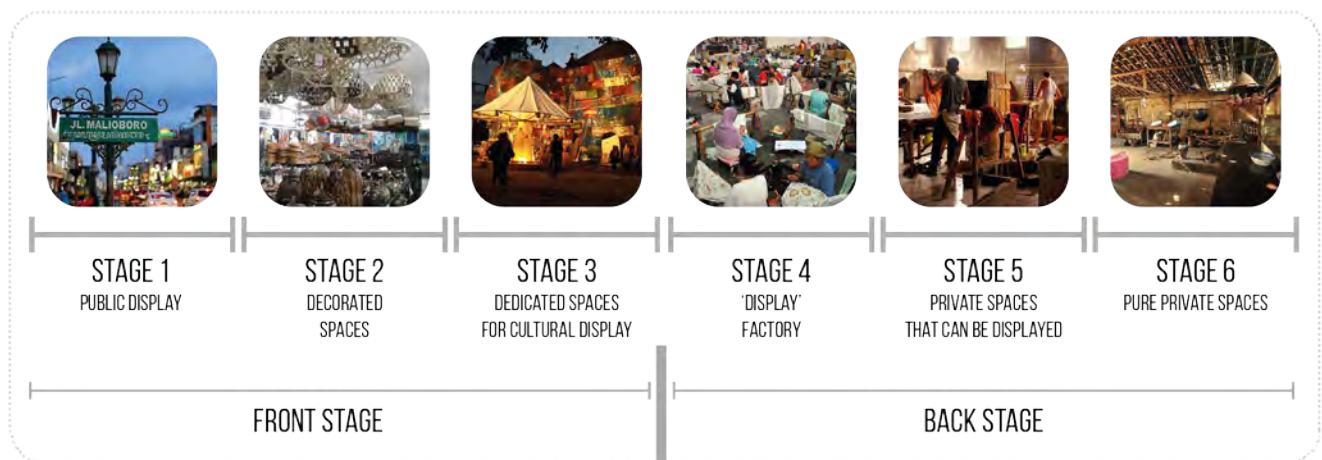 JL. MALIOBORO
STAGE 1
PUBLIC DISPLAY
STAGE 2
DECORATED
SPACES
STAGE 3
DEDICATED SPACES
FOR CULTURAL DISPLAY
STAGE 4
'DISPLAY'
FACTORY
STAGE 5
PRIVATE SPACES
THAT CAN BE DISPLAYED
STAGE 6
PURE PRIVATE SPACES
FRONT STAGE
BACK STAGE